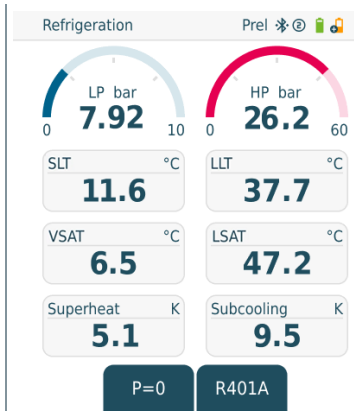 Refrigeration Prel ②
LP bar HP bar
7.92 26.2
0 10 0 60
SLT °C LLT °C
11.6 37.7
VSAT °C LSAT °C
6.5 47.2
Superheat K Subcooling K
5.1 9.5
P=0 R401A